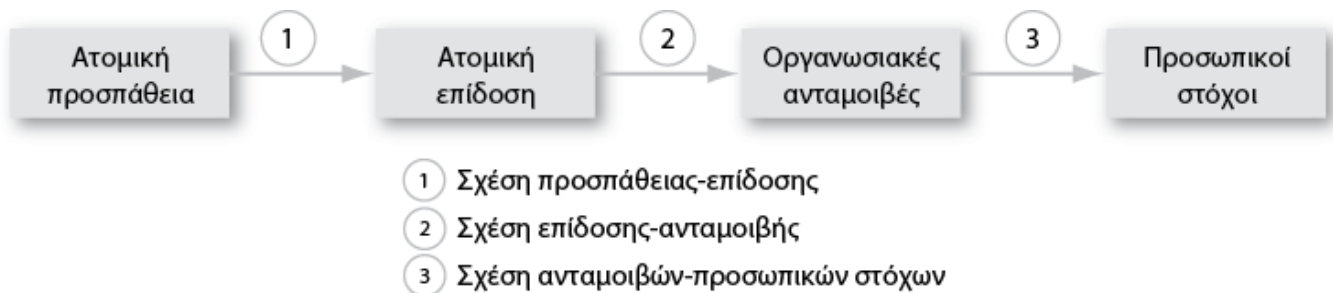 1
2
3
Ατομική
προσπάθεια
Ατομική
επίδοση
Οργανωσιακές
ανταμοιβές
Προσωπικοί
στόχοι
1 Σχέση προσπάθειας-επίδοσης
2 Σχέση επίδοσης-ανταμοιβής
3 Σχέση ανταμοιβών-προσωπικών στόχων